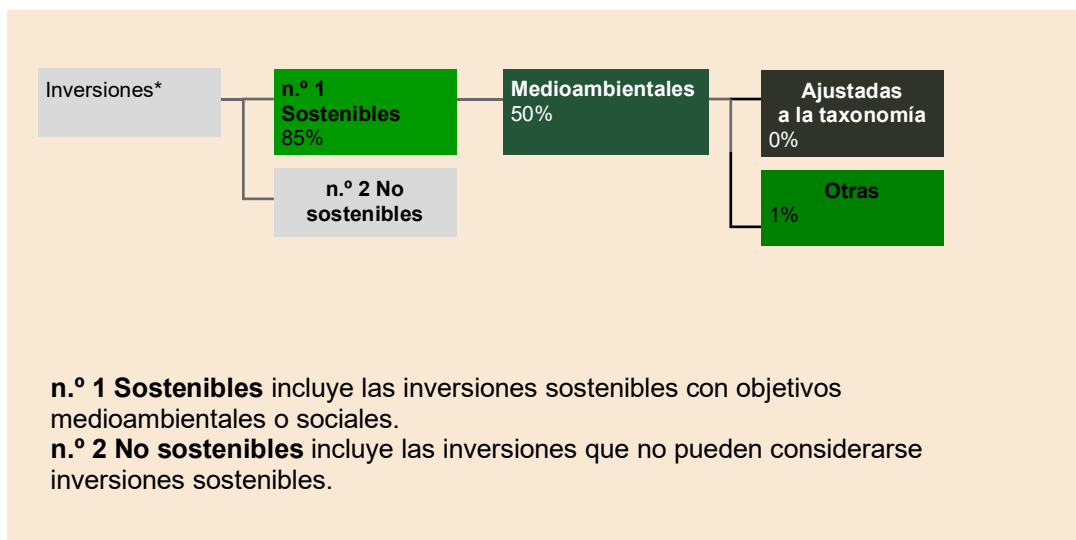 Inversiones*
n.º 1
Sostenibles
85%
n.º 2 No
sostenibles
Medioambientales
50%
Ajustadas
a la taxonomía
0%
Otras
1%
n.º 1 Sostenibles incluye las inversiones sostenibles con objetivos
medioambientales o sociales.
n.º 2 No sostenibles incluye las inversiones que no pueden considerarse
inversiones sostenibles.